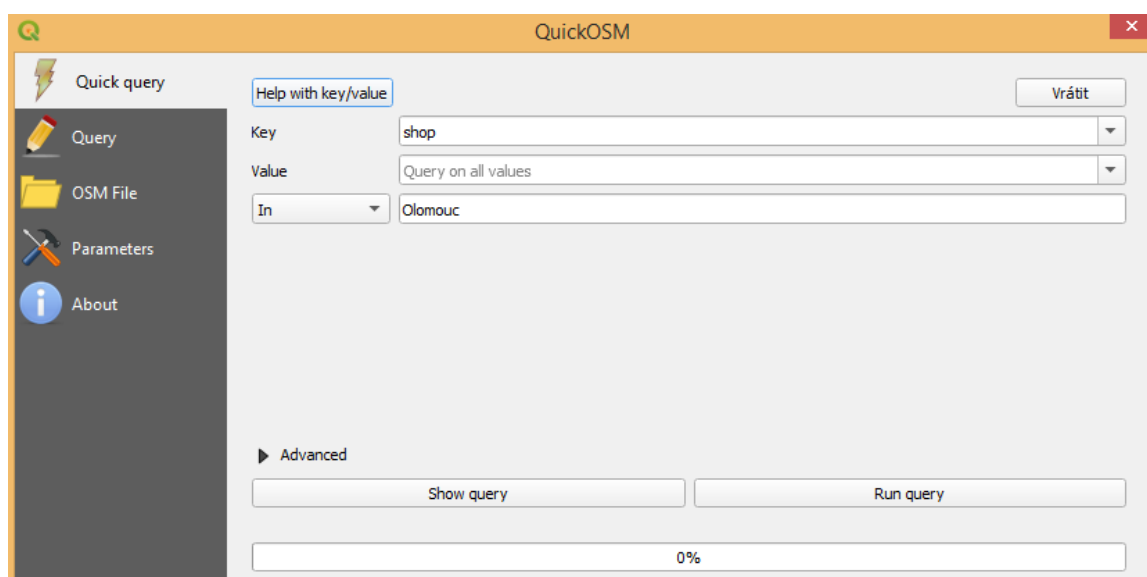 QuickOSM
Quick query
Query
OSM File
Parameters
About
Help with key/value
Vrátit
Key
shop
Value
Query on all values
In
Olomouc
Advanced
Show query
Run query
0%